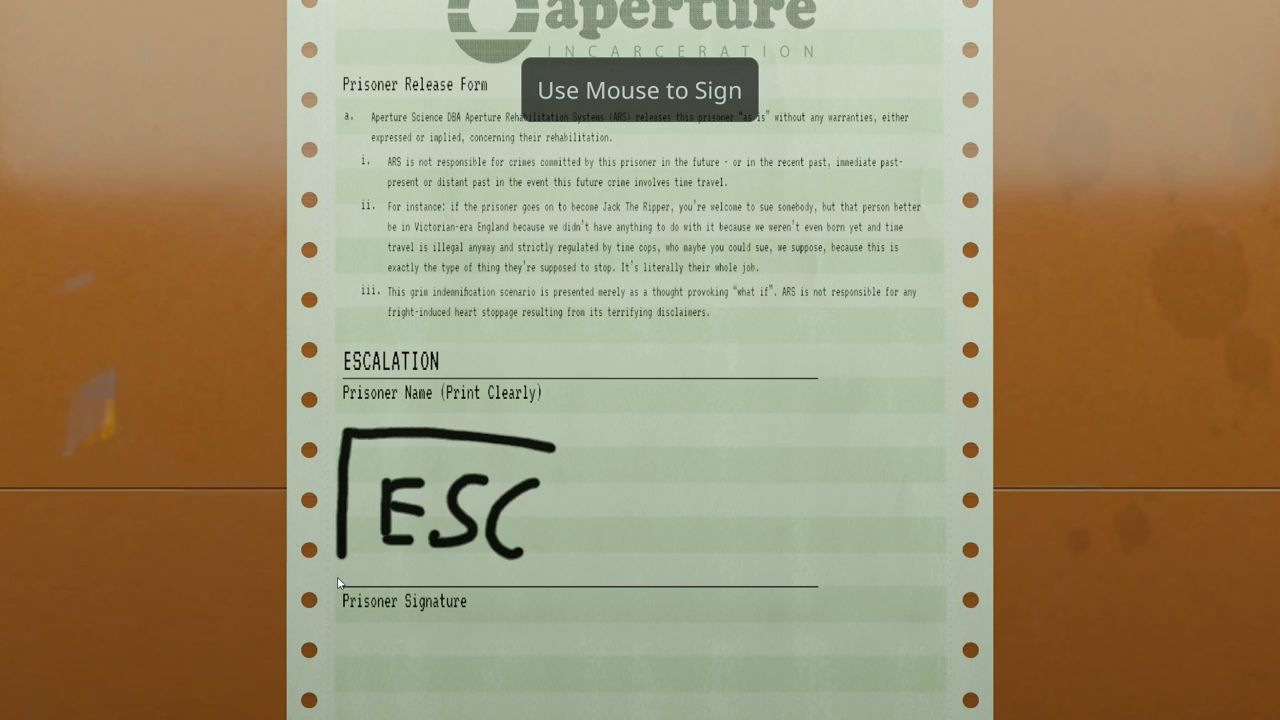 aperture
INCARCERATION
Use Mouse to Sign
Prisoner Release Form
a. Aperture Science DBA Aperture Rehabilitation Systems (ARS) releases this prisoner "as is" without any warranties, either
expressed or implied, concerning their rehabilitation.
i. ARS is not responsible for crimes committed by this prisoner in the future - or in the recent past, immediate past-
present or distant past in the event this future crime involves time travel.
ii. For instance: if the prisoner goes on to become Jack The Ripper, you're welcome to sue somebody, but that person better
be in Victorian-era England because we didn't have anything to do with it because we weren't even born yet and time
travel is illegal anyway and strictly regulated by time cops, who maybe you could sue, we suppose, because this is
exactly the type of thing they're supposed to stop. It's literally their whole job.
iii. This grim indemnification scenario is presented merely as a thought provoking “what if”. ARS is not responsible for any
fright-induced heart stoppage resulting from its terrifying disclaimers.
ESCALATION
Prisoner Name (Print Clearly)
ESC
Prisoner Signature